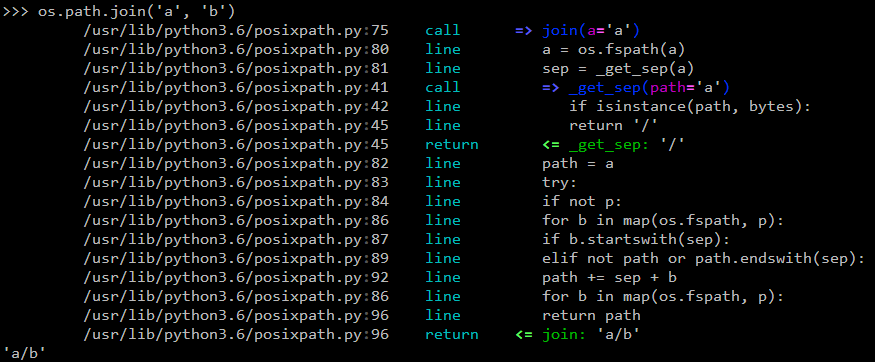 >>> os.path.join('a', 'b')
/usr/lib/python3.6/posixpath.py:75 call => join(a='a')
/usr/lib/python3.6/posixpath.py:80 line a = os.fspath(a)
/usr/lib/python3.6/posixpath.py:81 line sep = _get_sep(a)
/usr/lib/python3.6/posixpath.py:41 call => _get_sep(path='a')
/usr/lib/python3.6/posixpath.py:42 line if isinstance(path, bytes):
/usr/lib/python3.6/posixpath.py:45 line return '/'
/usr/lib/python3.6/posixpath.py:45 return <= _get_sep: '/'
/usr/lib/python3.6/posixpath.py:82 line path = a
/usr/lib/python3.6/posixpath.py:83 line try:
/usr/lib/python3.6/posixpath.py:84 line if not p:
/usr/lib/python3.6/posixpath.py:86 line for b in map(os.fspath, p):
/usr/lib/python3.6/posixpath.py:87 line if b.startswith(sep):
/usr/lib/python3.6/posixpath.py:89 line elif not path or path.endswith(sep):
/usr/lib/python3.6/posixpath.py:92 line path += sep + b
/usr/lib/python3.6/posixpath.py:86 line for b in map(os.fspath, p):
/usr/lib/python3.6/posixpath.py:96 line return path
/usr/lib/python3.6/posixpath.py:96 return <= join: 'a/b'
'a/b'